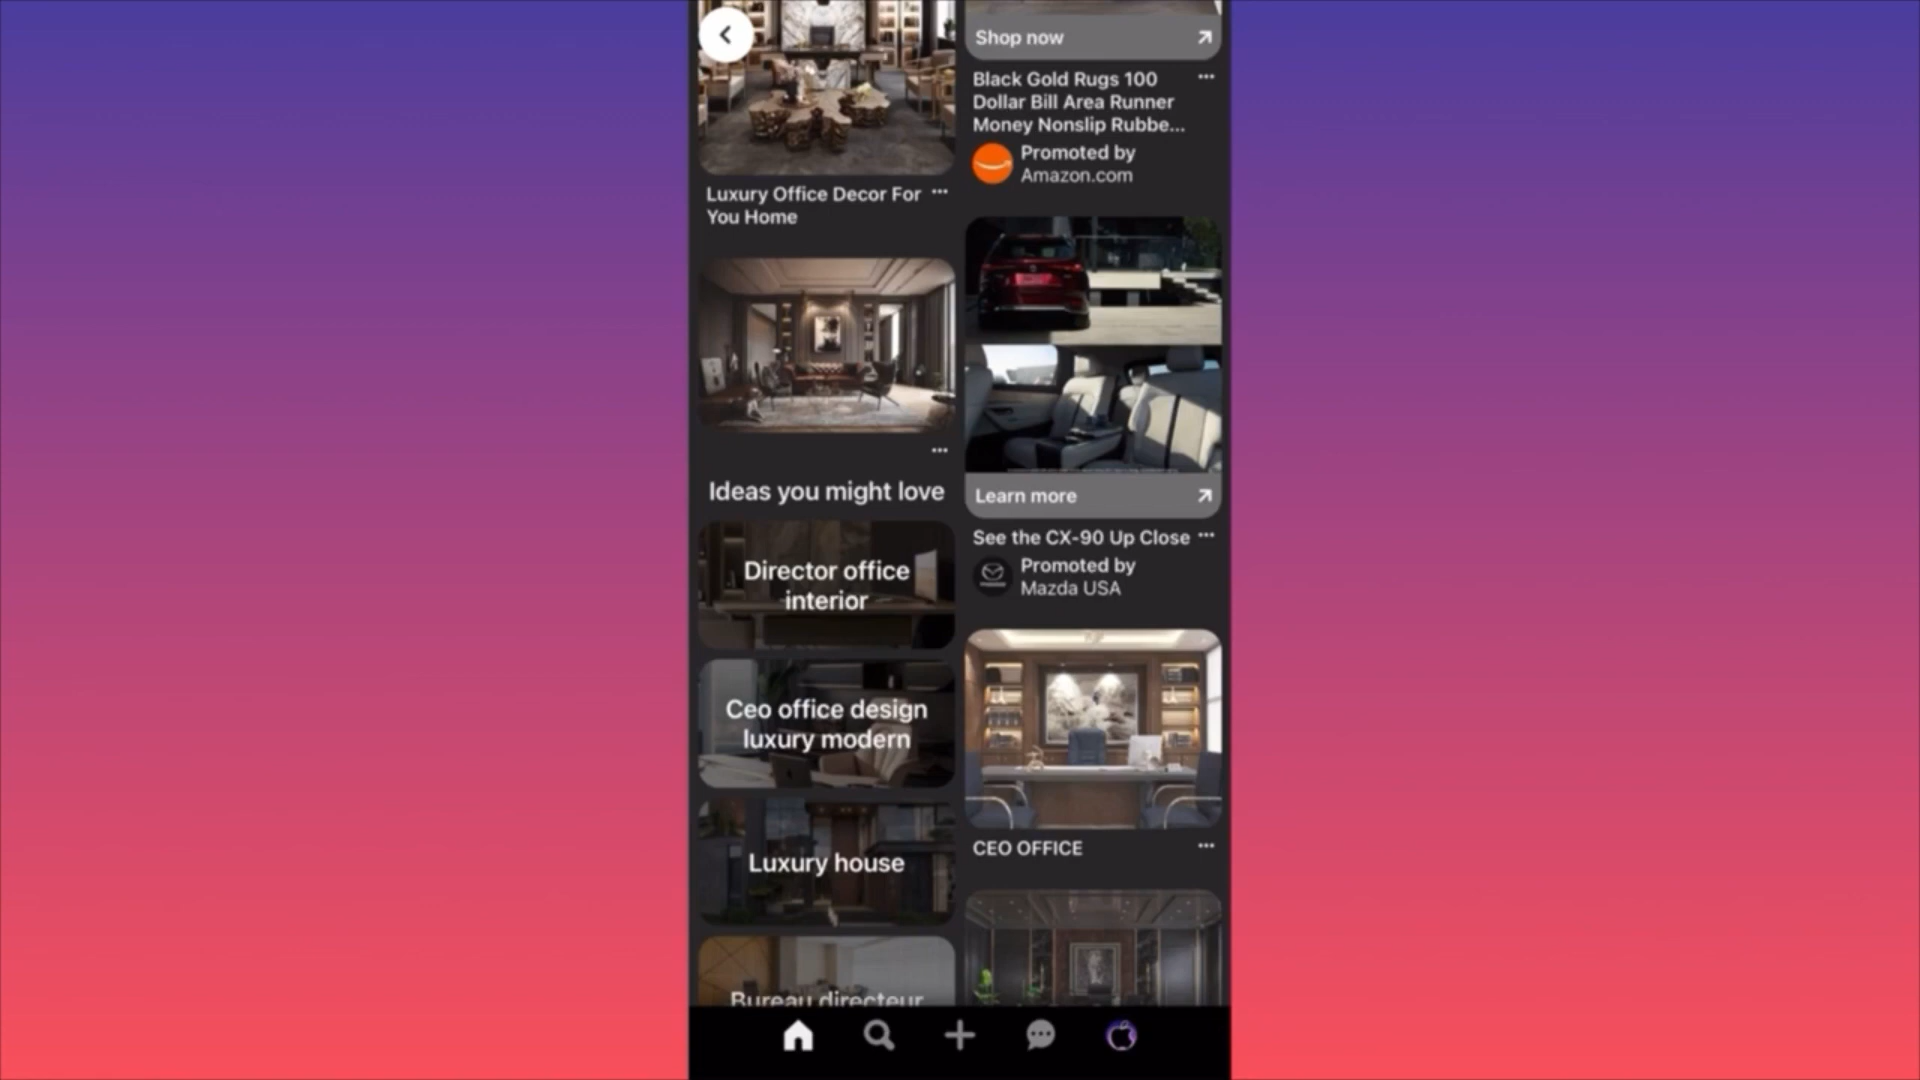 Luxury Office Decor For
You Home
Ideas you might love
Director office
interior
Ceo office design
luxury modern
Luxury house
Bureau directeur
Shop now
Black Gold Rugs 100
Dollar Bill Area Runner
Money Nonslip Rubbe...
Promoted by
Amazon.com
Learn more
See the CX-90 Up Close
Promoted by
Mazda USA
CEO OFFICE